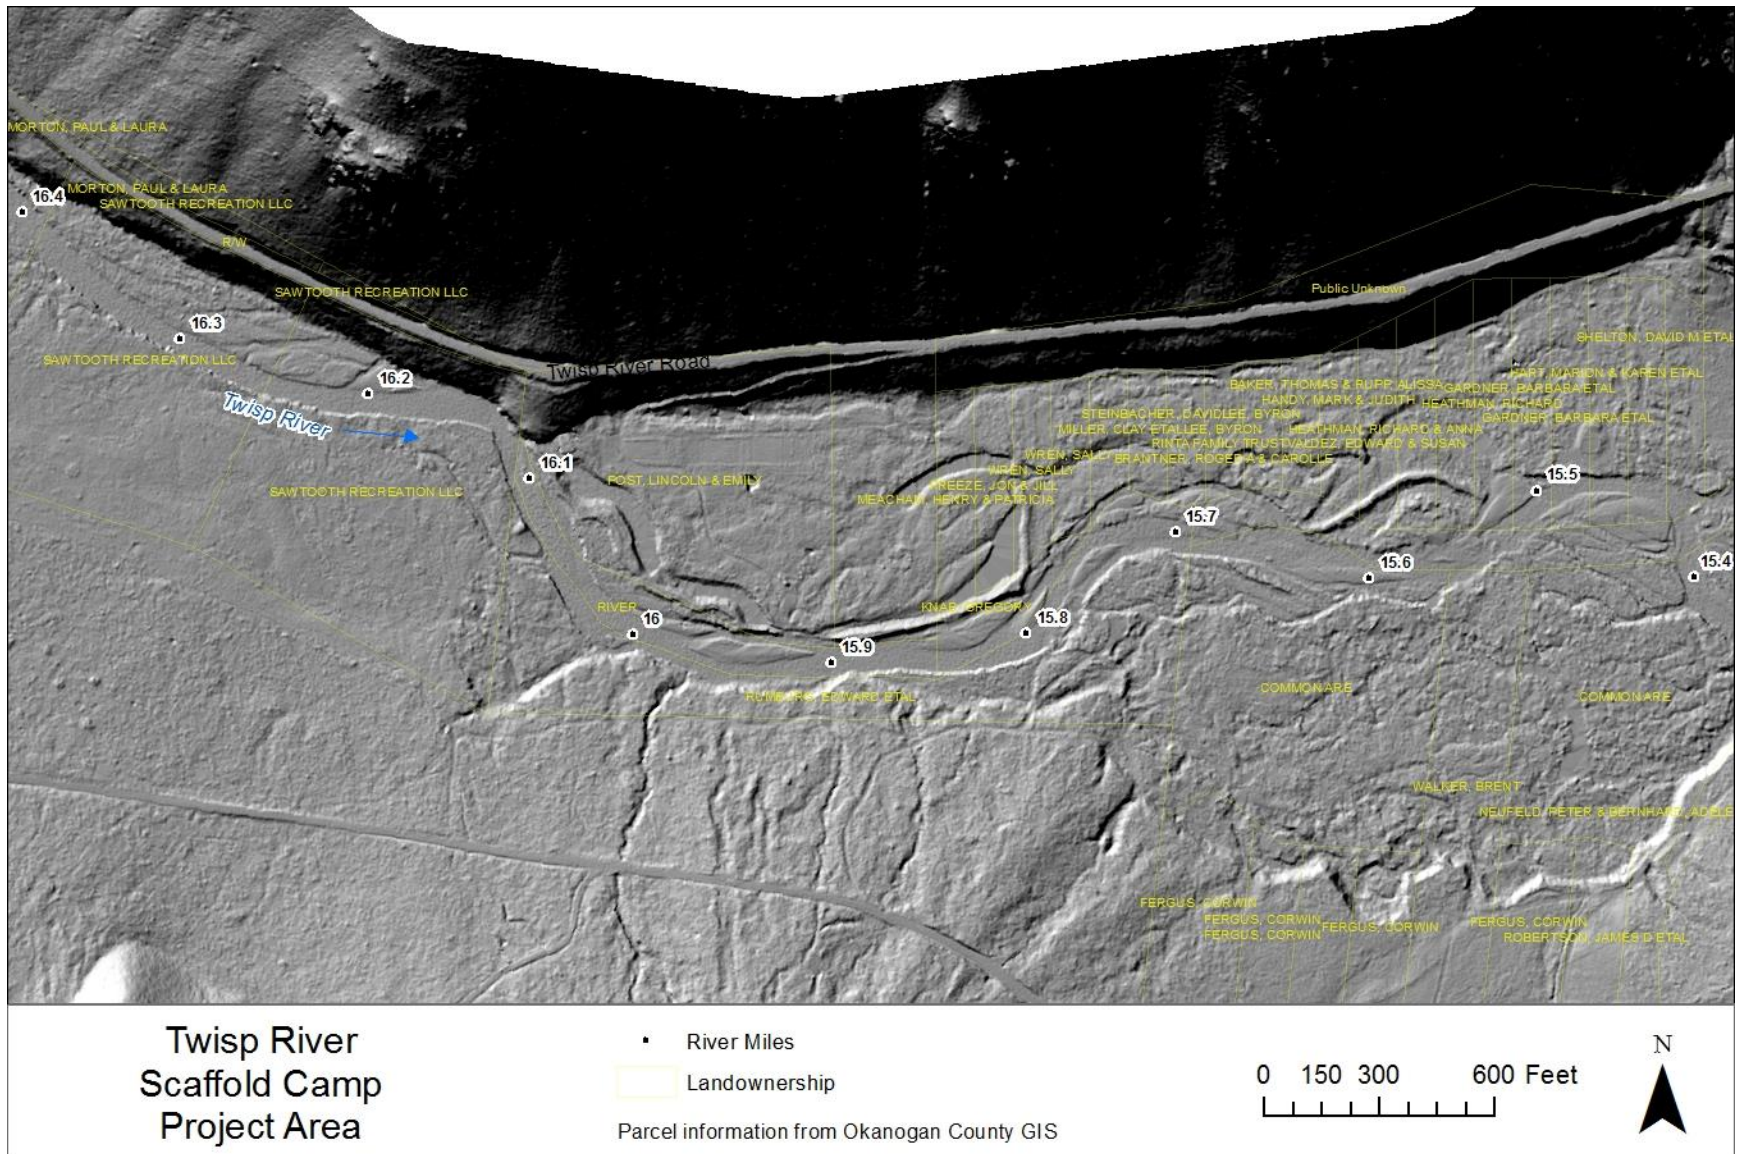 MORTON, PAUL & LAURA
MORTON, PAUL & LAURA
16.4
SAWTOOTH RECREATION LLC
R/W
SAWTOOTH RECREATION LLC
Public Unknown
16.3
SHELTON, DAVID M ETAL
SAWTOOTH RECREATION LLC
Twisp River Road
16.2
HART, MARION & KAREN ETAL
BAKER, THOMAS & RUPP, ALISSA
GARDNER, BARBARA ETAL
HANDY, MARK & JUDITH
HEATHMAN, RICHARD
Twisp River
STEINBACHER, DAVIDLEE, BYRON
GARDNER, BARBARA ETAL
MILLER, CLAY ETALLEE, BYRON
HEATHMAN, RICHARD & ANNA
RINTA FAMILY TRUSTVALDEZ, EDWARD & SUSAN
WREN, SALLY
BRANTNER, ROGER A & CAROLLE
16.1
WREN, SALLY
15.5
POST, LINCOLN & EMILY
FREEZE, JON & JILL
SAWTOOTH RECREATION LLC
MEACHAM, HENRY & PATRICIA
15.7
15.6
15.4
RIVER
KNAB, GREGORY
16
15.8
15.9
COMMON ARE
RUMBURG, EDWARD ETAL
COMMON ARE
WALKER, BRENT
NEUFELD, PETER & BERNHARD, ADELE
FERGUS, CORWIN
FERGUS, CORWIN
FERGUS, CORWIN
FERGUS, CORWIN
FERGUS, CORWIN
ROBERTSON, JAMES D ETAL
Twisp River
Scaffold Camp
Project Area
River Miles
Landownership
Parcel information from Okanogan County GIS
0 150 300 600 Feet
N